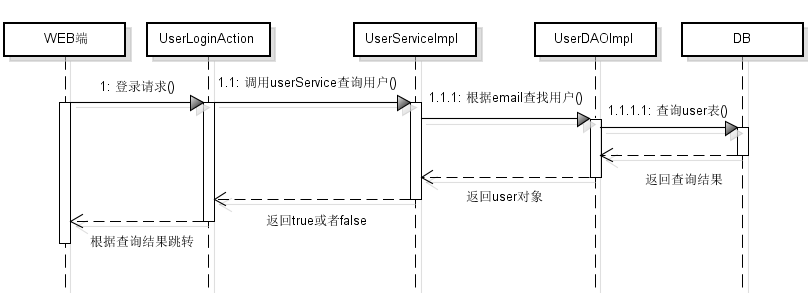 WEB端
UserLoginAction
UserServiceImpl
UserDAOImpl
DB
1: 登录请求()
1.1: 调用userService查询用户()
1.1.1: 根据email查找用户()
1.1.1.1: 查询user表()
返回查询结果
返回user对象
返回true或者false
根据查询结果跳转